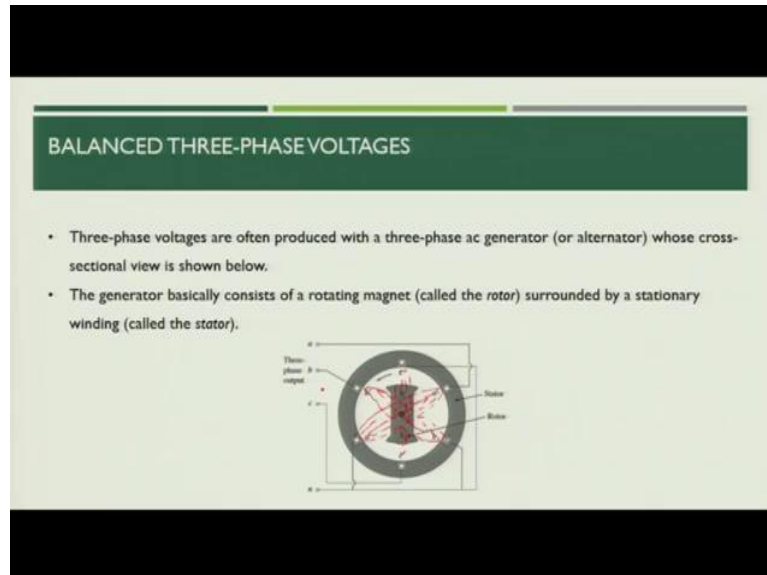 BALANCED THREE-PHASE VOLTAGES
• Three-phase voltages are often produced with a three-phase ac generator (or alternator) whose cross-
sectional view is shown below.
• The generator basically consists of a rotating magnet (called the rotor) surrounded by a stationary
winding (called the stator).
a
Three-
phase b
output
c
Stator
Rotor
n